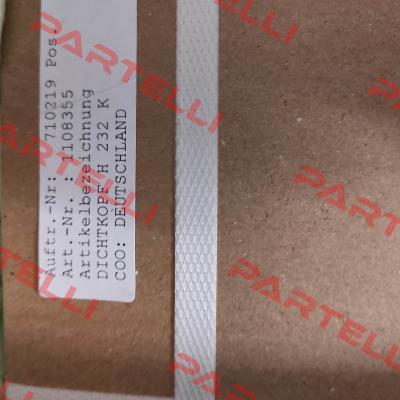 Auftr.-Nr: 710219 Pos.
Art.-Nr. : 1108355
Artikelbezeichnung
DICHTKOPF H 232 K
COO: DEUTSCHLAND
PARTELLI
PARTELLI
PARTELLI
PARTELLI
PARTELLI
PARTELLI